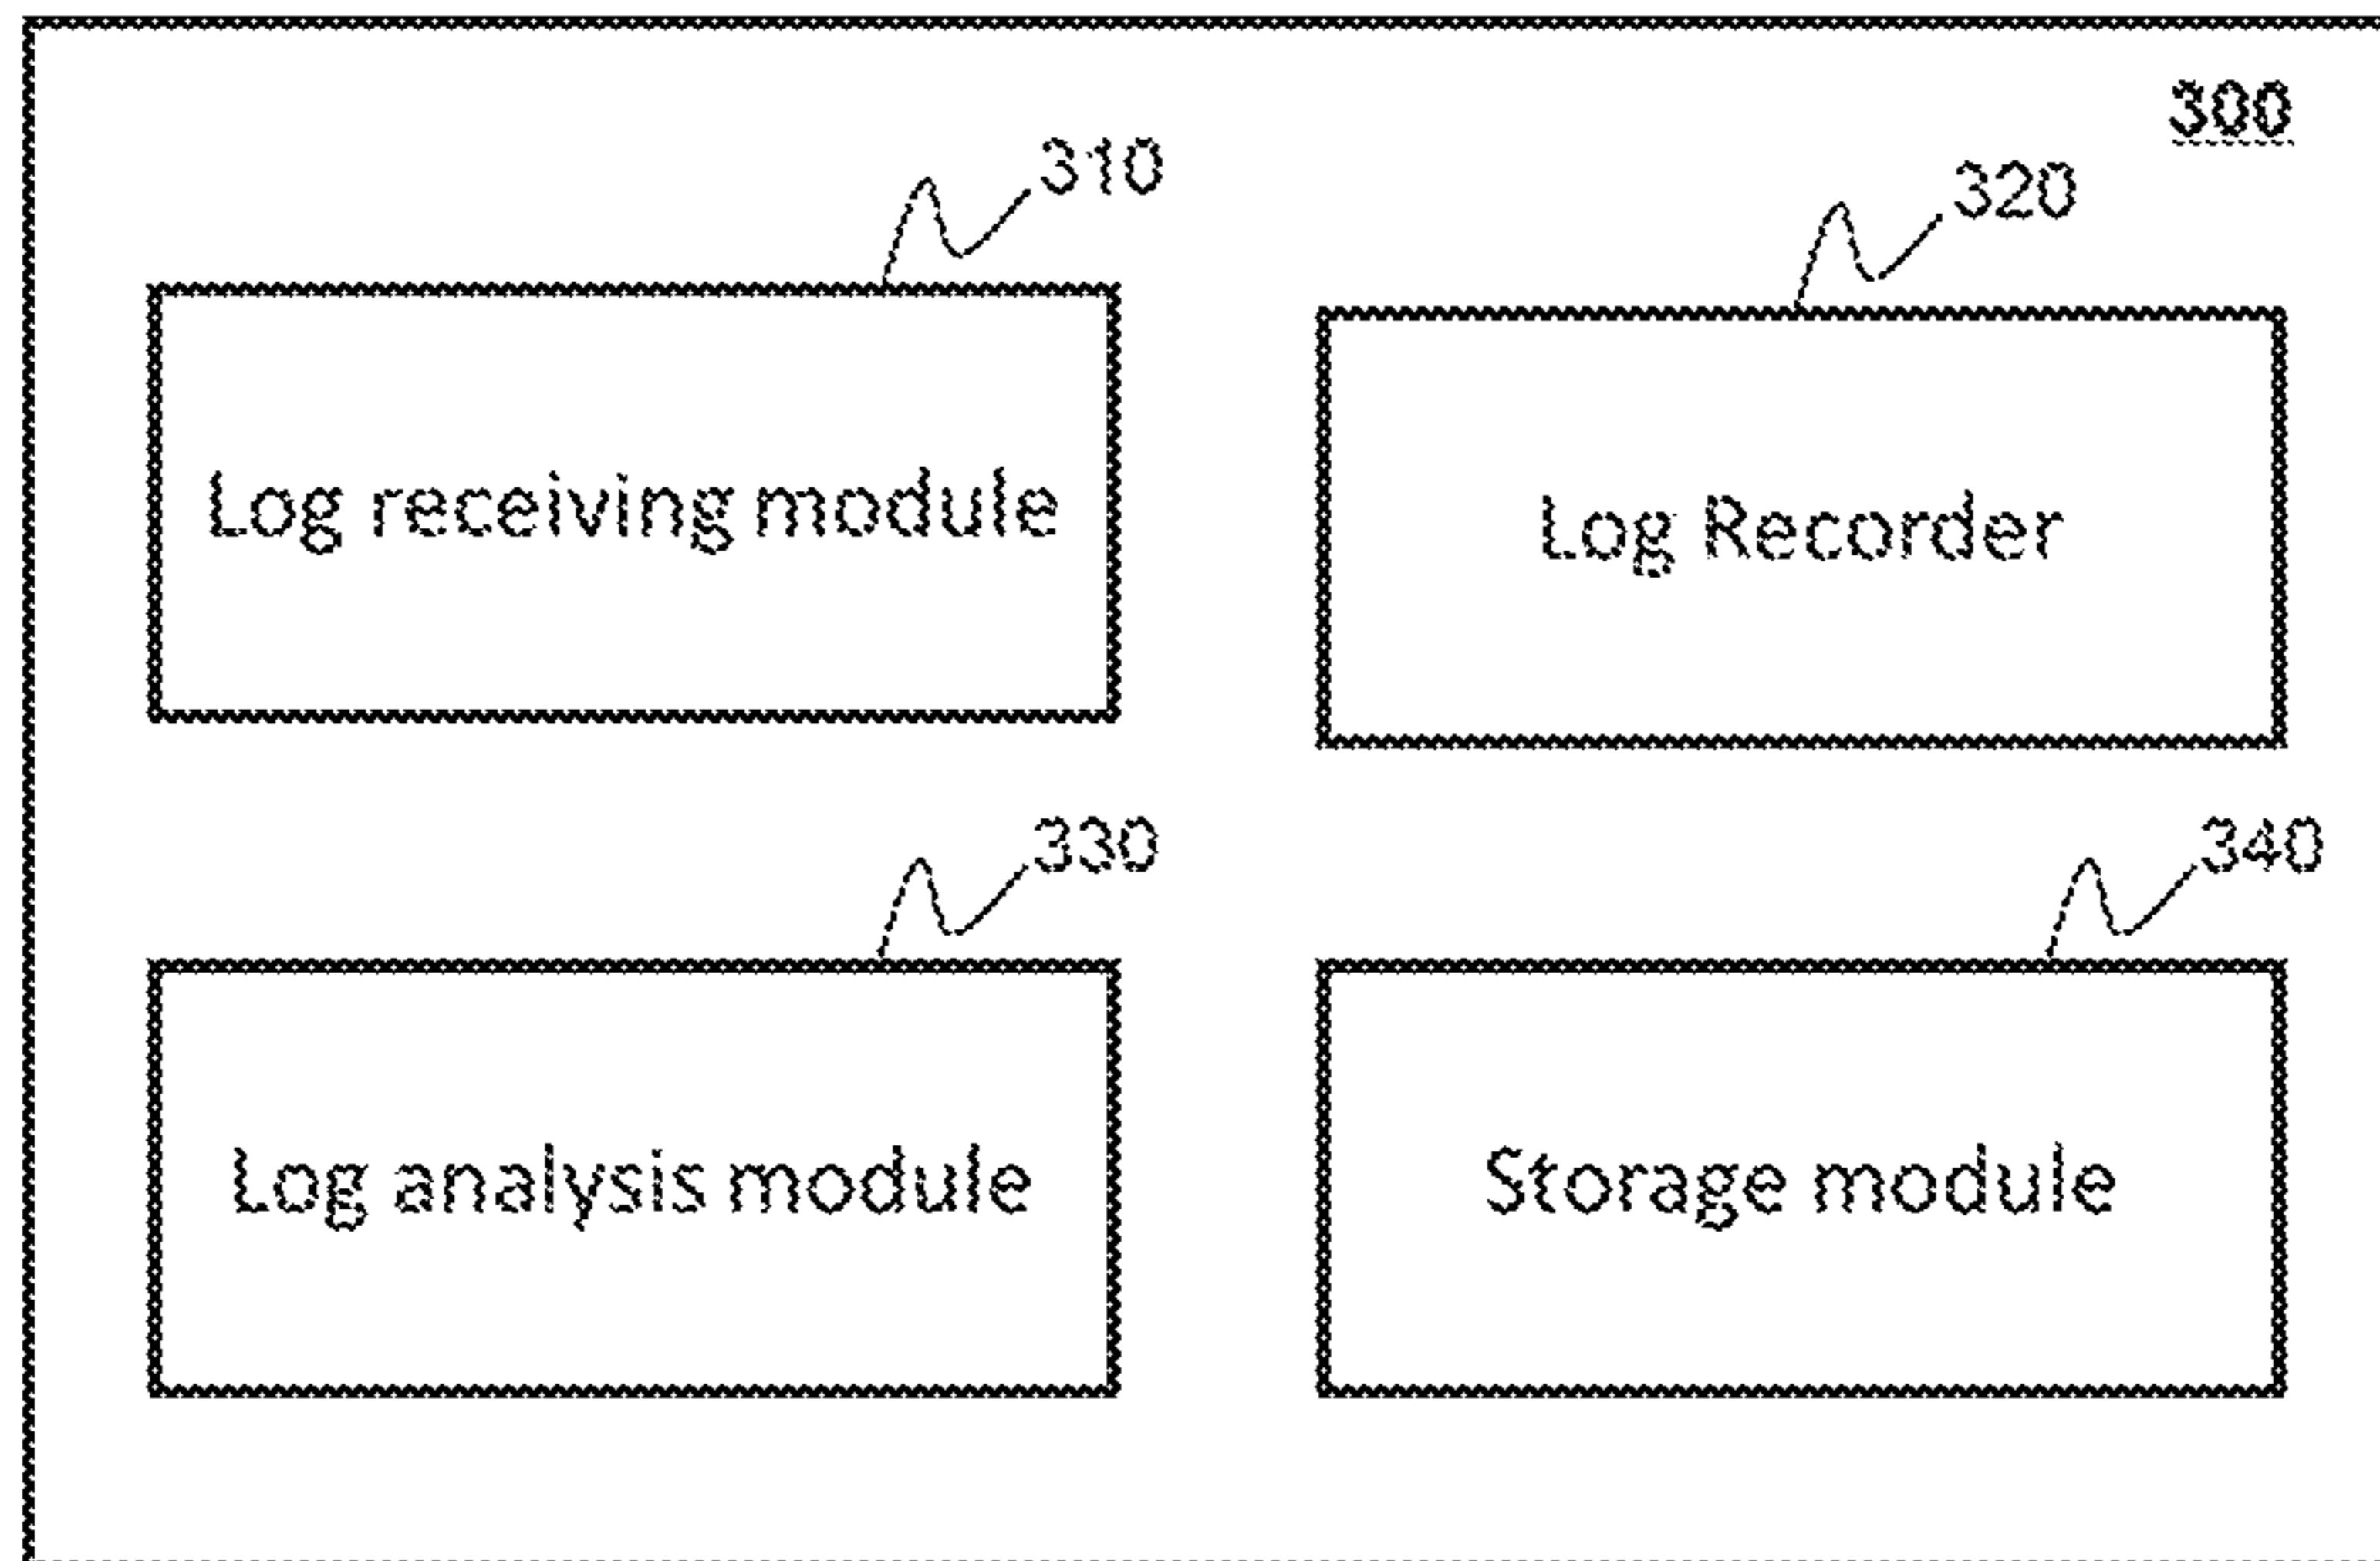 300
310
320
Log receiving module
Log Recorder
330
340
Log analysis module
Storage module